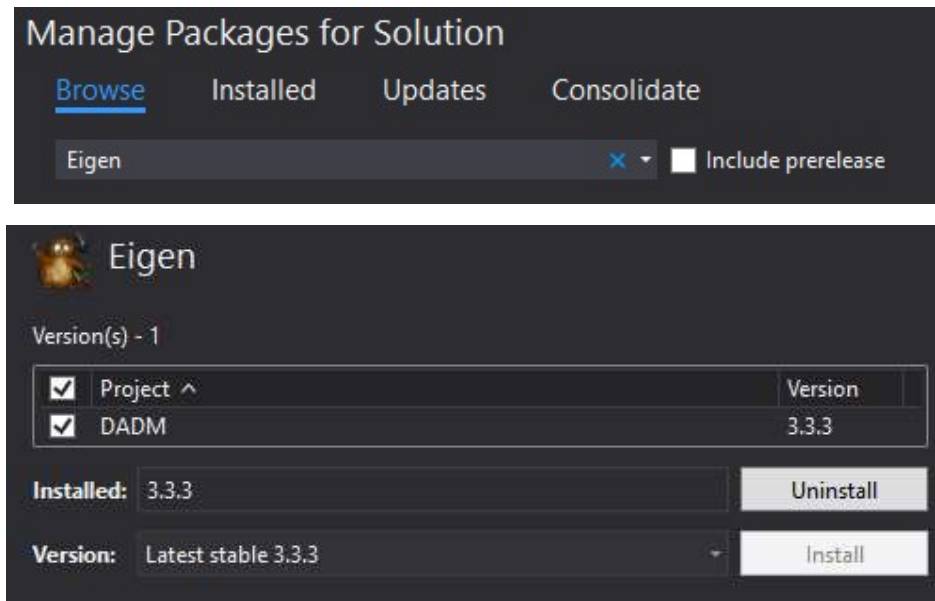 Manage Packages for Solution
Browse Installed Updates Consolidate
Eigen Include prerelease
Eigen
Version(s) - 1
Project Version
DADM 3.3.3
Installed: 3.3.3 Uninstall
Version: Latest stable 3.3.3 Install